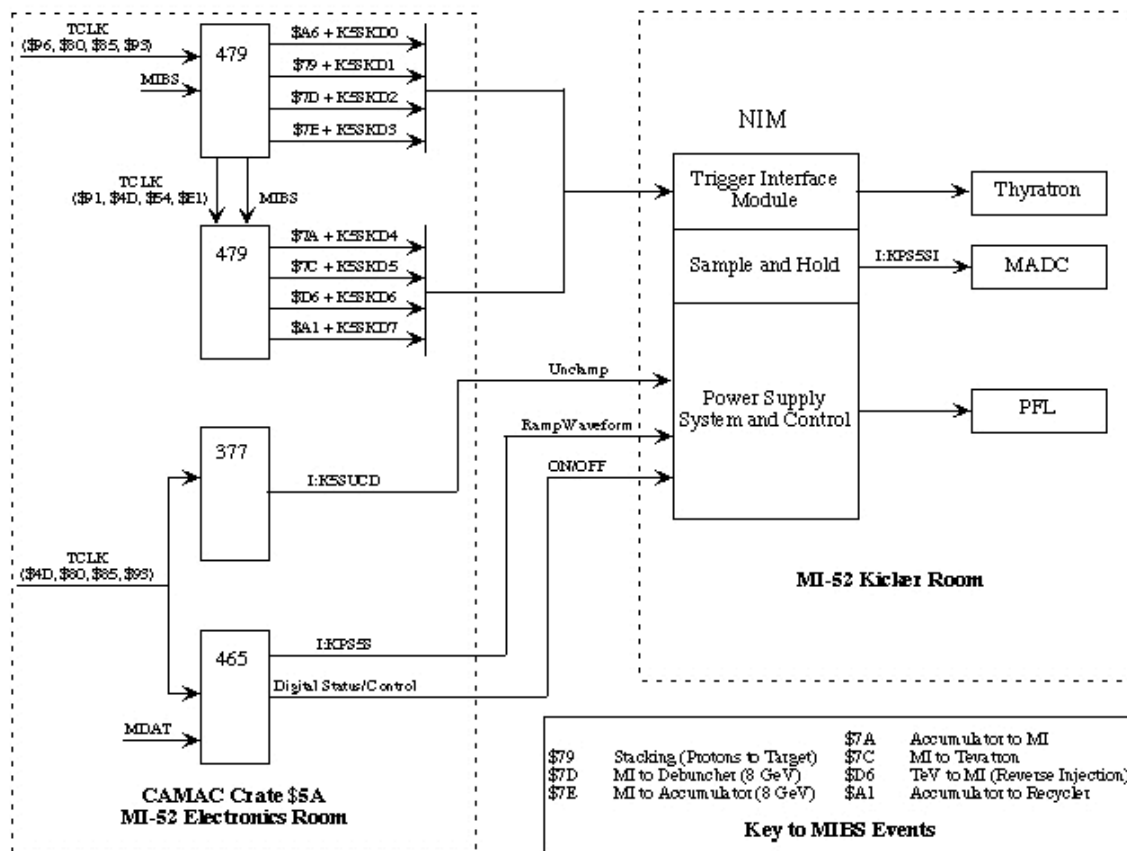 TCLK
($96, $80, $85, $93)
MIBS
479
$A6 + K5SKD0
$79 + K5SKD1
$7D + K5SKD2
$7E + K5SKD3
TCLK
($91, $4D, $54, $E1)
MIBS
479
$7A + K5SKD4
$7C + K5SKD5
$D6 + K5SKD6
$A1 + K5SKD7
377
I:K5SUCD
TCLK
($4D, $80, $85, $93)
465
I:KPS5S
Digital Status/Control
MDAT
CAMAC Crate $5A
MI-52 Electronics Room
Unclamp
Ramp Waveform
ON/OFF
NIM
Trigger Interface
Module
Sample and Hold
Power Supply
System and Control
Thyratron
I:KPS5SI
MADC
PFL
MI-52 Kicker Room
$79 Stacking (Protons to Target)
$7D MI to Debuncher (8 GeV)
$7E MI to Accumulator (8 GeV)
$7A Accumulator to MI
$7C MI to Tevatron
$D6 TeV to MI (Reverse Injection)
$A1 Accumulator to Recycler
Key to MIBS Events